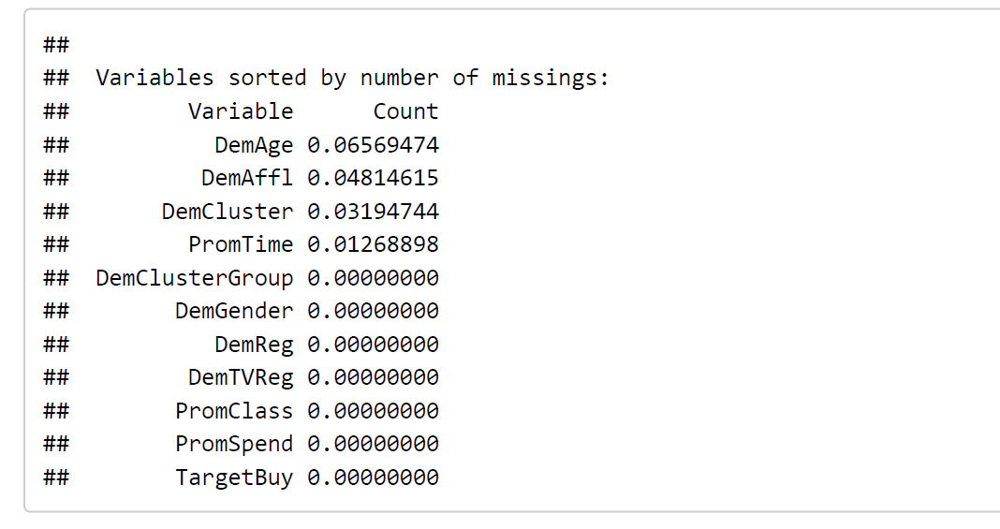 ##
##  Variables sorted by number of missings:
##         Variable      Count
##           DemAge 0.06569474
##          DemAffl 0.04814615
##       DemCluster 0.03194744
##         PromTime 0.01268898
##  DemClusterGroup 0.00000000
##        DemGender 0.00000000
##           DemReg 0.00000000
##         DemTVReg 0.00000000
##        PromClass 0.00000000
##        PromSpend 0.00000000
##        TargetBuy 0.00000000